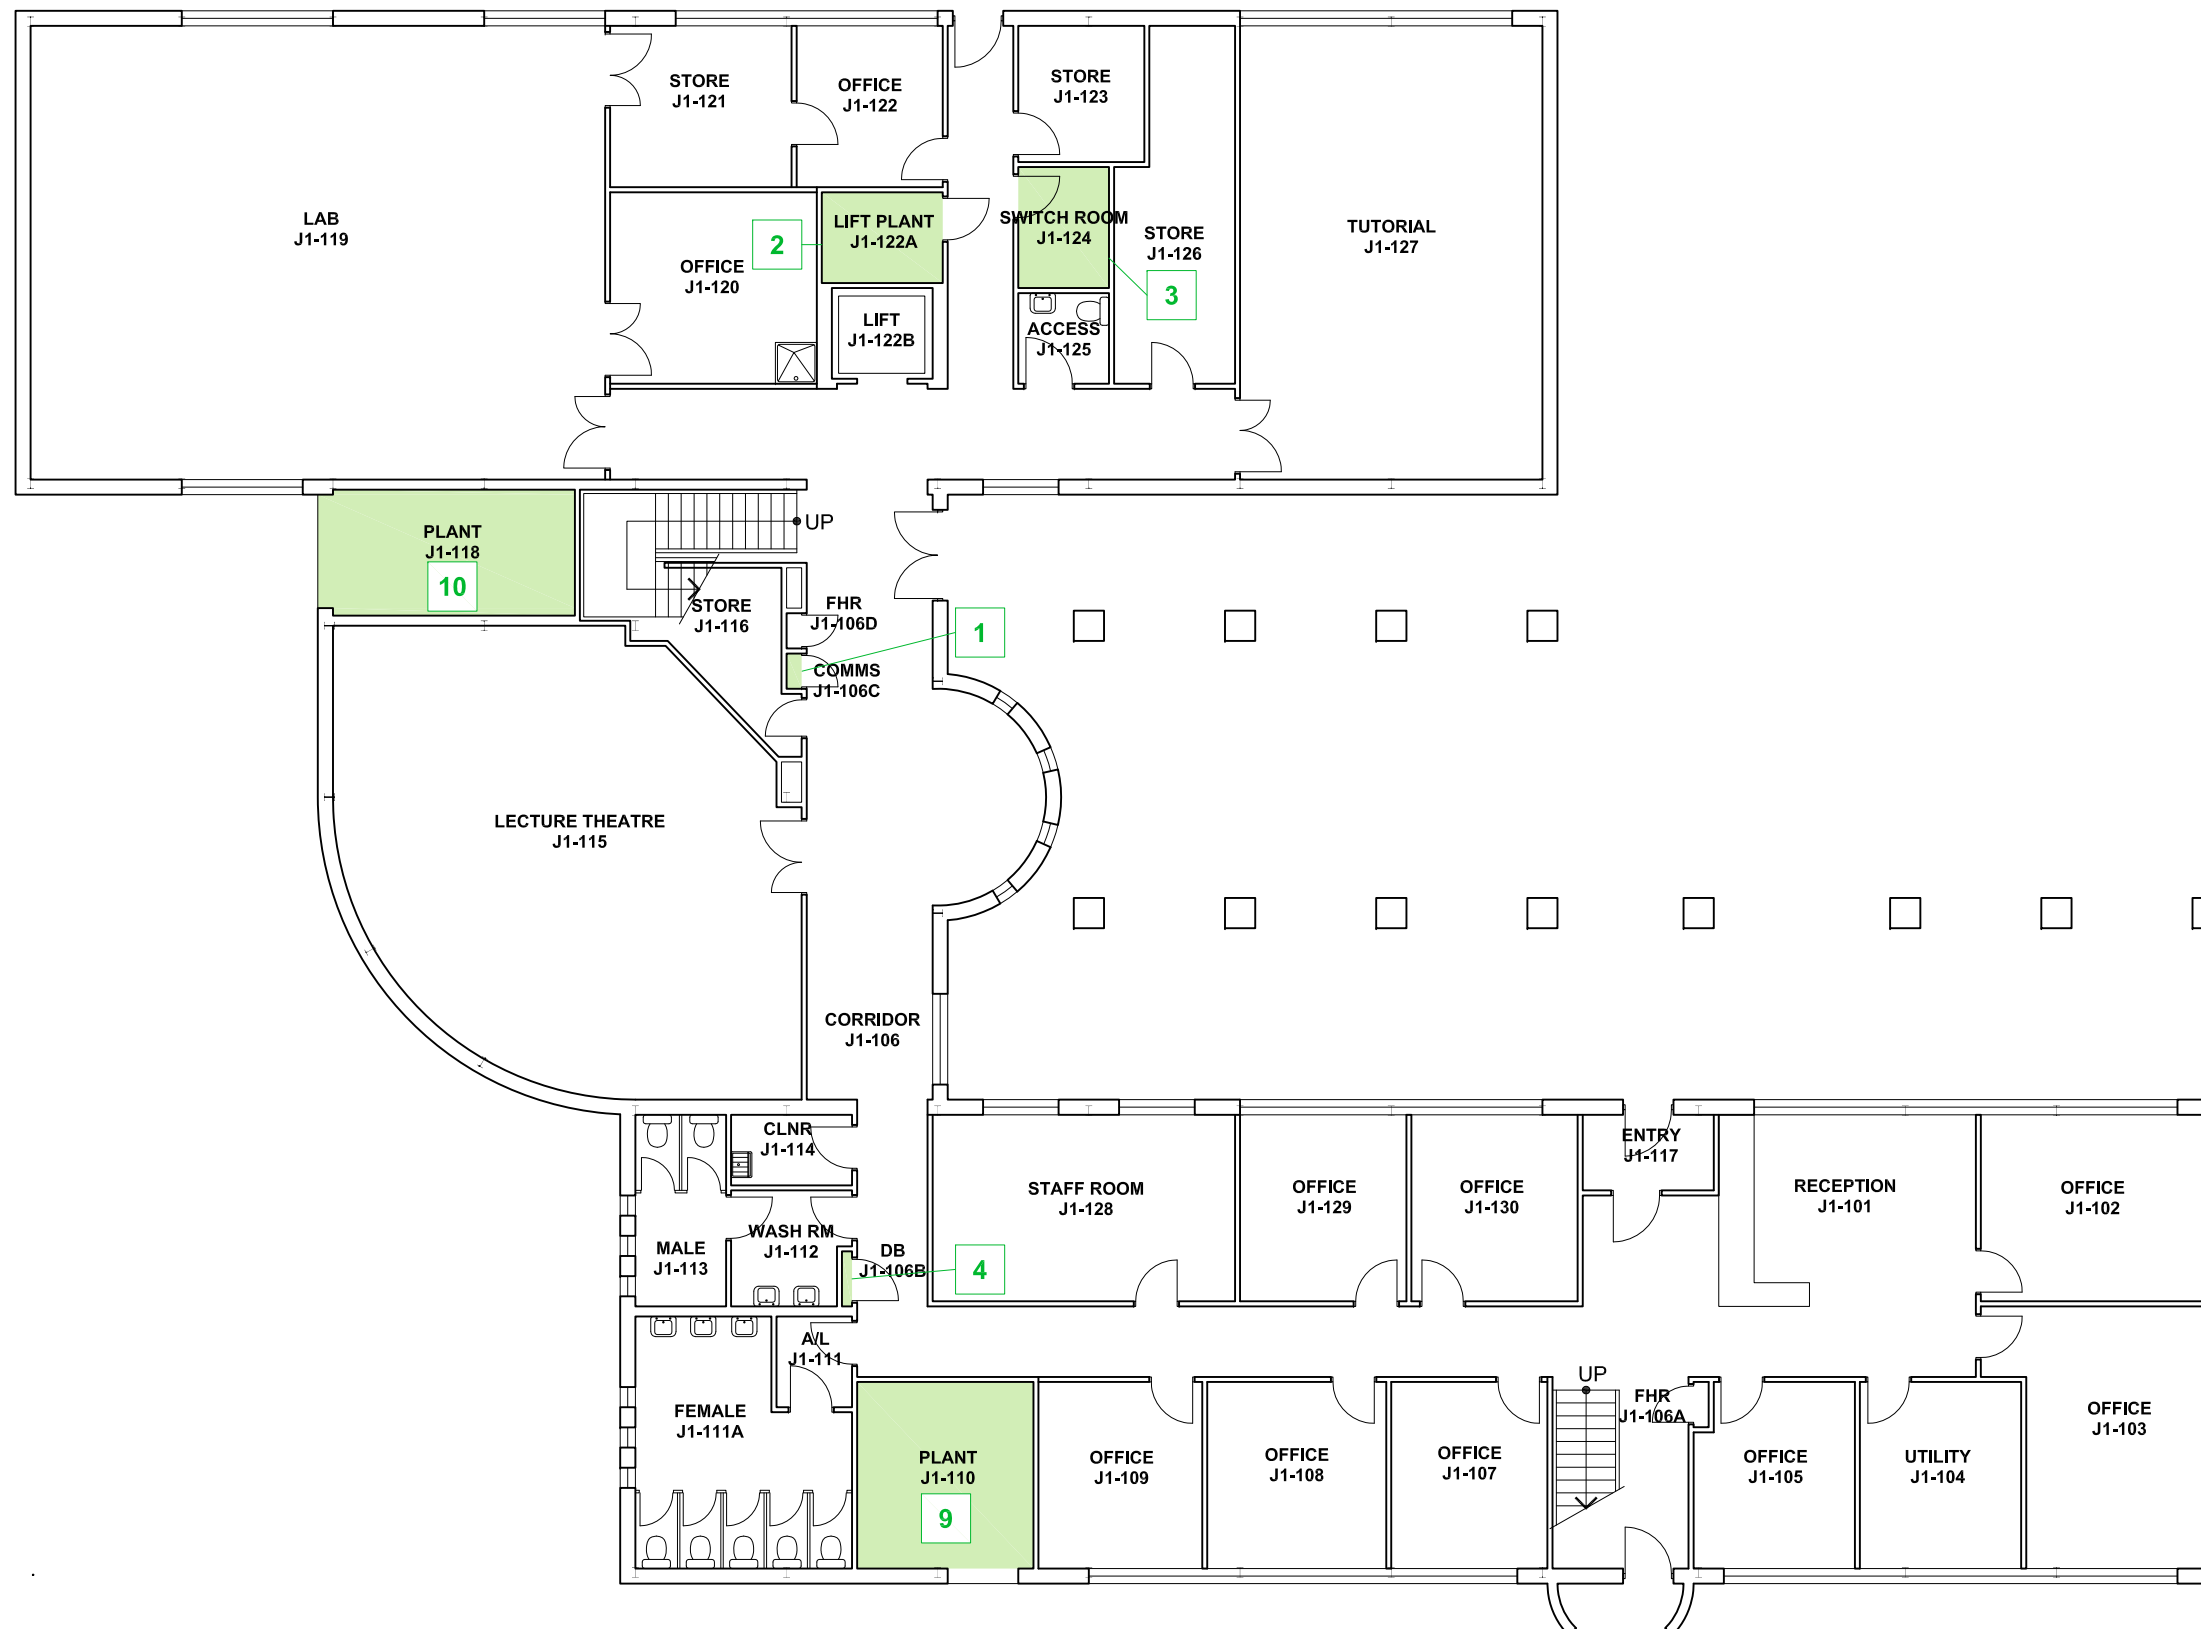 STORE
J1-121
OFFICE
J1-122
STORE
J1-123
LAB
J1-119
LIFT PLANT
J1-122A
2
SWITCH ROOM
J1-124
STORE
J1-126
TUTORIAL
J1-127
OFFICE
J1-120
3
LIFT
J1-122B
ACCESS
J1-125
PLANT
J1-118
10
UP
STORE
J1-116
FHR
J1-106D
1
COMMS
J1-106C
LECTURE THEATRE
J1-115
CORRIDOR
J1-106
CLNR
J1-114
ENTRY
J1-117
STAFF ROOM
J1-128
OFFICE
J1-129
OFFICE
J1-130
RECEPTION
J1-101
OFFICE
J1-102
MALE
J1-113
WASH RM
J1-112
DB
J1-106B
4
A/L
J1-111
UP
FHR
J1-106A
FEMALE
J1-111A
OFFICE
J1-103
PLANT
J1-110
9
OFFICE
J1-109
OFFICE
J1-108
OFFICE
J1-107
OFFICE
J1-105
UTILITY
J1-104